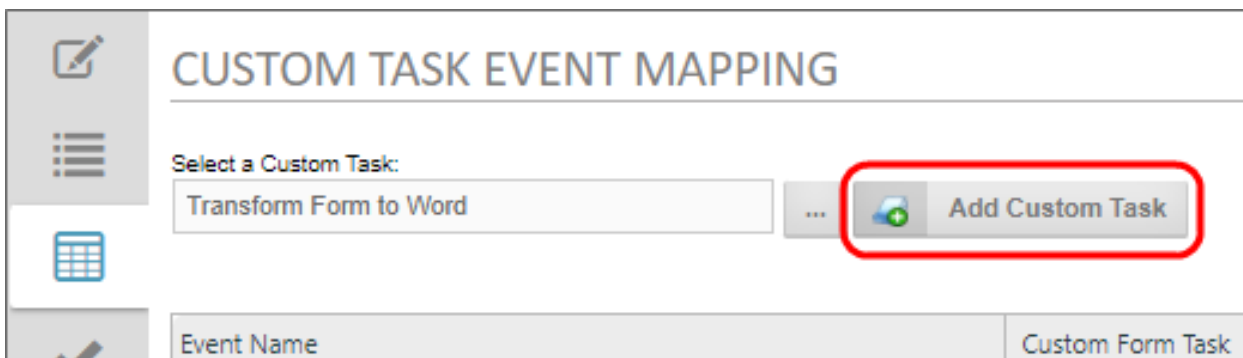 CUSTOM TASK EVENT MAPPING
Select a Custom Task:
Transform Form to Word ... Add Custom Task
Event Name Custom Form Task